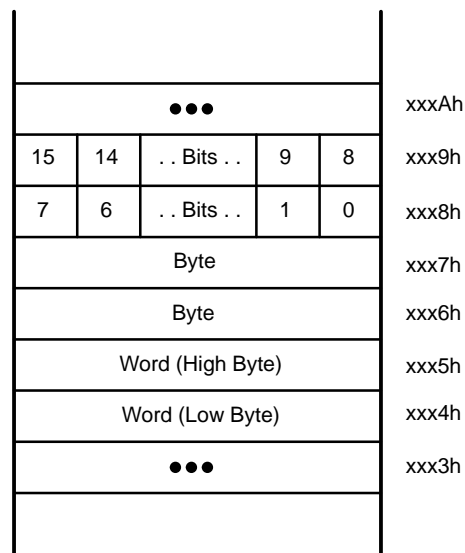 ●●● xxxAh
15 14 . . Bits . . 9 8 xxx9h
7 6 . . Bits . . 1 0 xxx8h
Byte xxx7h
Byte xxx6h
Word (High Byte) xxx5h
Word (Low Byte) xxx4h
●●● xxx3h